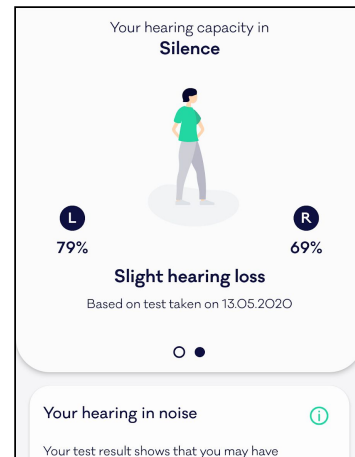 Your hearing capacity in
Silence
L
R
79%
69%
Slight hearing loss
Based on test taken on 13.05.2020
Your hearing in noise
i
Your test result shows that you may have